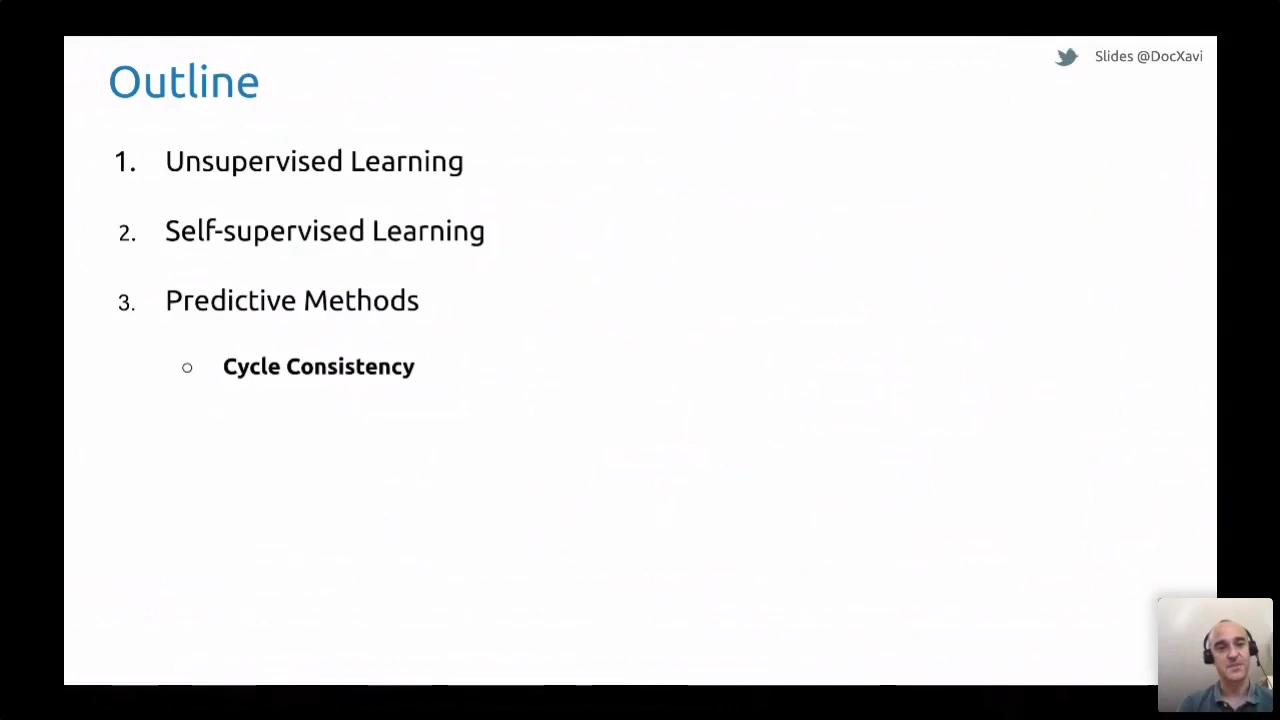 Outline
Slides @DocXavi
1. Unsupervised Learning
2. Self-supervised Learning
3. Predictive Methods
○ Cycle Consistency